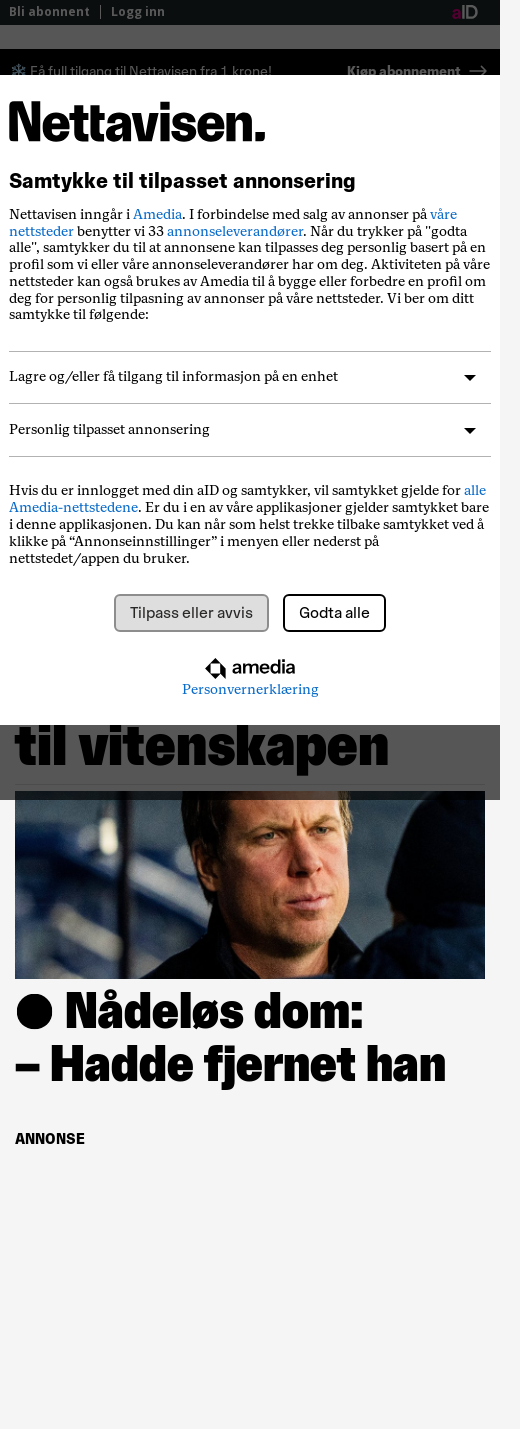 Bli abonnent
Logg inn
aID
Få full tilgang til Nettavisen fra 1 krone!
Kjøp abonnement
Nettavisen.
Samtykke til tilpasset annonsering
Nettavisen inngår i Amedia. I forbindelse med salg av annonser på våre
nettsteder benytter vi 33 annonseleverandører. Når du trykker på "godta
alle", samtykker du til at annonsene kan tilpasses deg personlig basert på en
profil som vi eller våre annonseleverandører har om deg. Aktiviteten på våre
nettsteder kan også brukes av Amedia til å bygge eller forbedre en profil om
deg for personlig tilpasning av annonser på våre nettsteder. Vi ber om ditt
samtykke til følgende:
Lagre og/eller få tilgang til informasjon på en enhet
Personlig tilpasset annonsering
Hvis du er innlogget med din aID og samtykker, vil samtykket gjelde for alle
Amedia-nettstedene. Er du i en av våre applikasjoner gjelder samtykket bare
i denne applikasjonen. Du kan når som helst trekke tilbake samtykket ved å
klikke på “Annonseinnstillinger” i menyen eller nederst på
nettstedet/appen du bruker.
Tilpass eller avvis
Godta alle
amedia
Personvernerklæring
til vitenskapen
Nådeløs dom:
– Hadde fjernet han
ANNONSE